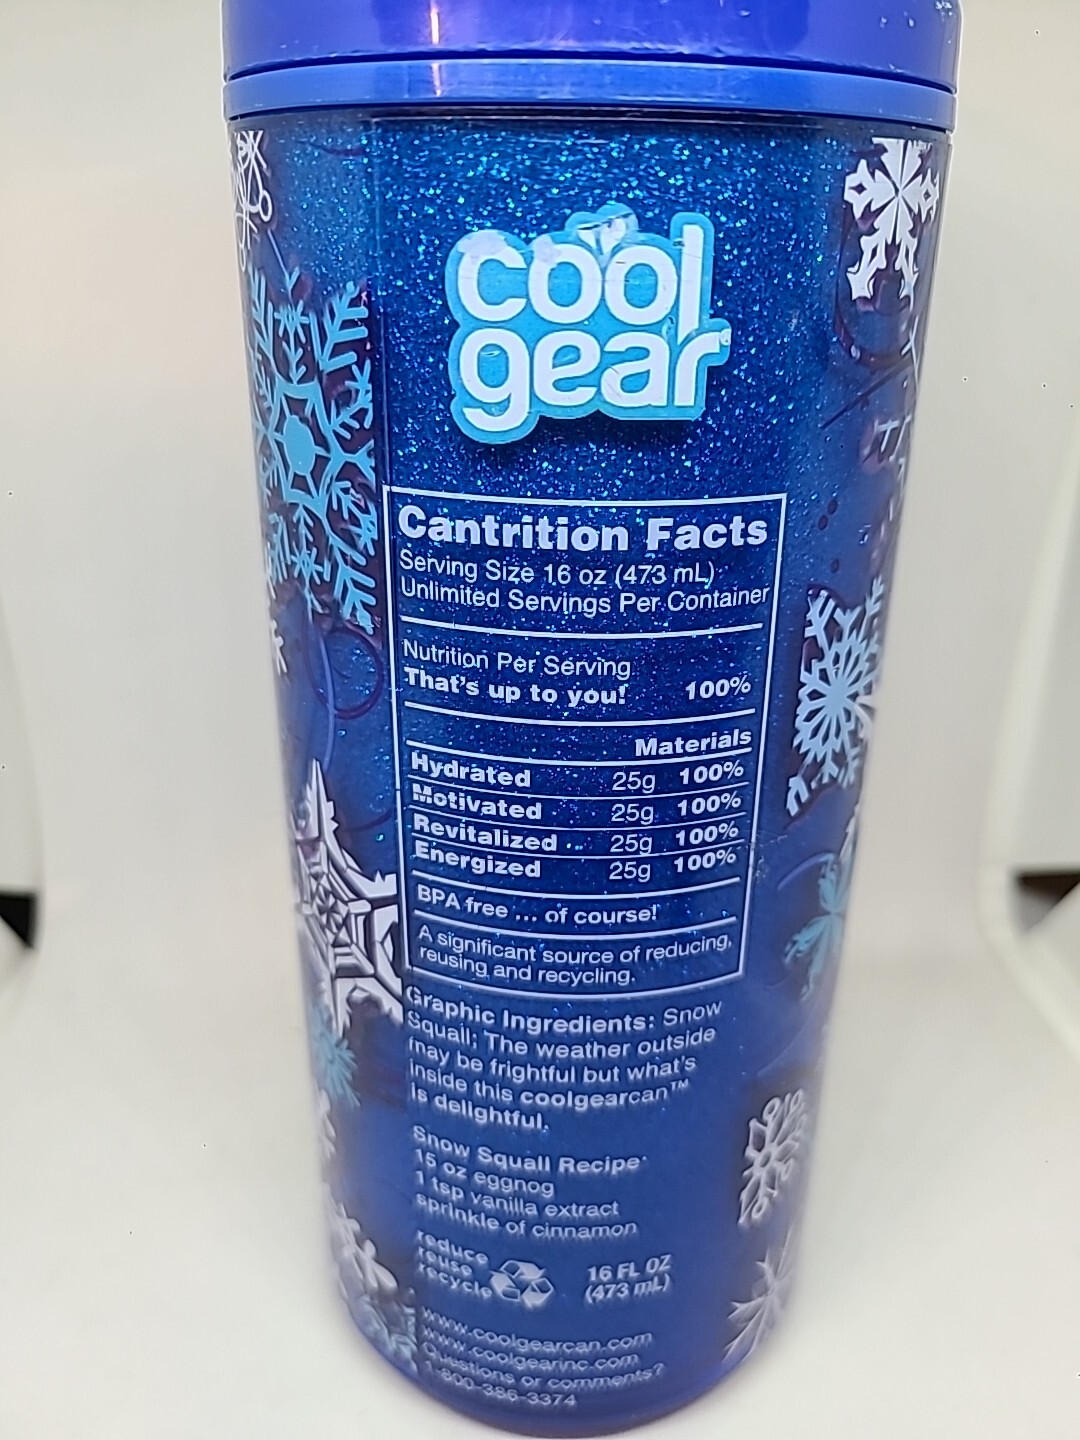 cool
gear
Cantrition Facts
Serving Size 16 oz (473 mL)
Unlimited Servings Per Container
Nutrition Per Serving
That's up to you! 100%
Materials
Hydrated 25g 100%
Motivated 25g 100%
Revitalized 25g 100%
Energized 25g 100%
BPA free ... of course!
A significant source of reducing,
reusing and recycling.
Graphic Ingredients: Snow
Squall; The weather outside
may be frightful but what's
inside this coolgearcan™
is delightful.
Snow Squall Recipe:
15 oz eggnog
1 tsp vanilla extract
sprinkle of cinnamon
reduce
reuse
recycle
16 FL OZ
(473 mL)
www.coolgearcan.com
www.coolgearinc.com
Questions or comments?
1-800-386-3374